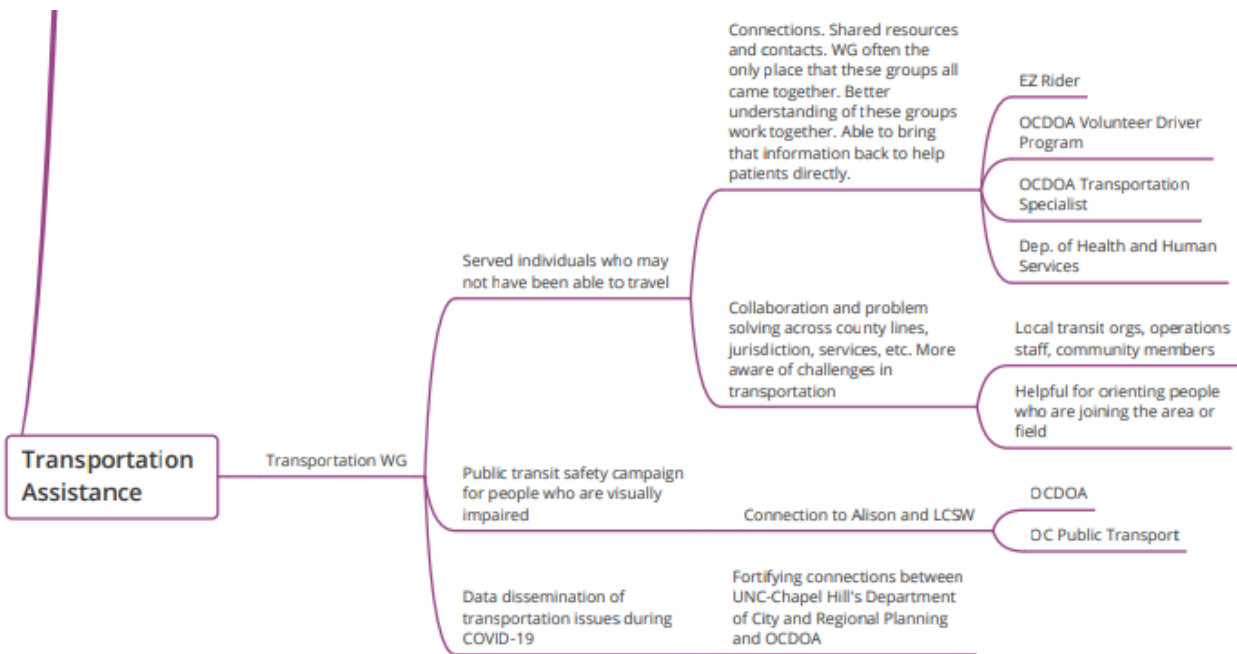 Transportation
Assistance
Transportation WG
Served individuals who may
not have been able to travel
Connections. Shared resources
and contacts. WG often the
only place that these groups all
came together. Better
understanding of these groups
work together. Able to bring
that information back to help
patients directly.
EZ Rider
OCDOA Volunteer Driver
Program
OCDOA Transportation
Specialist
Dep. of Health and Human
Services
Collaboration and problem
solving across county lines,
jurisdiction, services, etc. More
aware of challenges in
transportation
Local transit orgs, operations
staff, community members
Helpful for orienting people
who are joining the area or
field
Public transit safety campaign
for people who are visually
impaired
Connection to Alison and LCSW
OCDOA
OC Public Transport
Data dissemination of
transportation issues during
COVID-19
Fortifying connections between
UNC-Chapel Hill's Department
of City and Regional Planning
and OCDOA